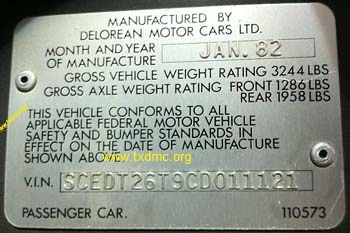 MANUFACTURED BY
DELOREAN MOTOR CARS LTD.
MONTH AND YEAR
OF MANUFACTURE JAN. 82
GROSS VEHICLE WEIGHT RATING 3244 LBS
GROSS AXLE WEIGHT RATING FRONT 1286 LBS
REAR 1958 LBS
THIS VEHICLE CONFORMS TO ALL
APPLICABLE FEDERAL MOTOR VEHICLE
SAFETY AND BUMPER STANDARDS IN
EFFECT ON THE DATE OF MANUFACTURE
SHOWN ABOVE
www.txdmc.org
V.I.N. SCEDT26T9CD011121
PASSENGER CAR. 110573